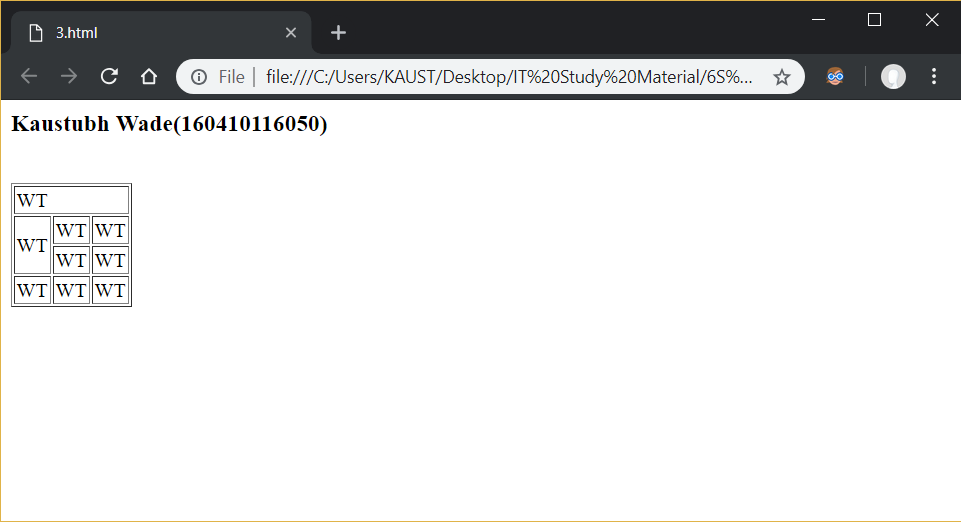 3.html
File | file:///C:/Users/KAUST/Desktop/IT%20Study%20Material/6S%...
Kaustubh Wade(160410116050)
WT
WT WT WT
WT WT
WT WT WT